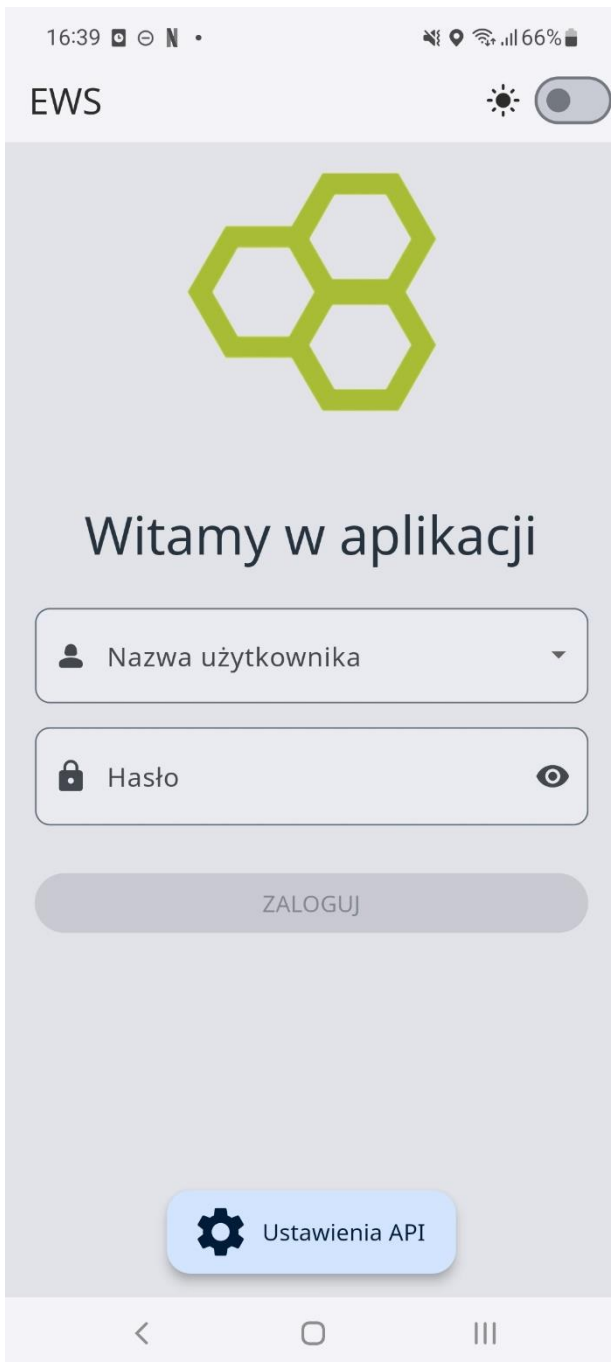 16:39 66%
EWS
Witamy w aplikacji
Nazwa użytkownika
Hasło
ZALOGUJ
Ustawienia API